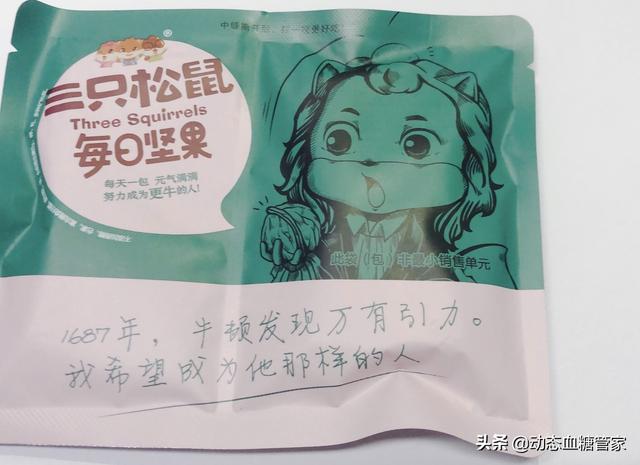 三只松鼠
®
Three Squirrels
每日坚果
每天一包 元气满满
努力成为更牛的人!
此袋(包)非最小销售单元
1687年，牛顿发现万有引力。
我希望成为他那样的人
头条 @动态血糖管家